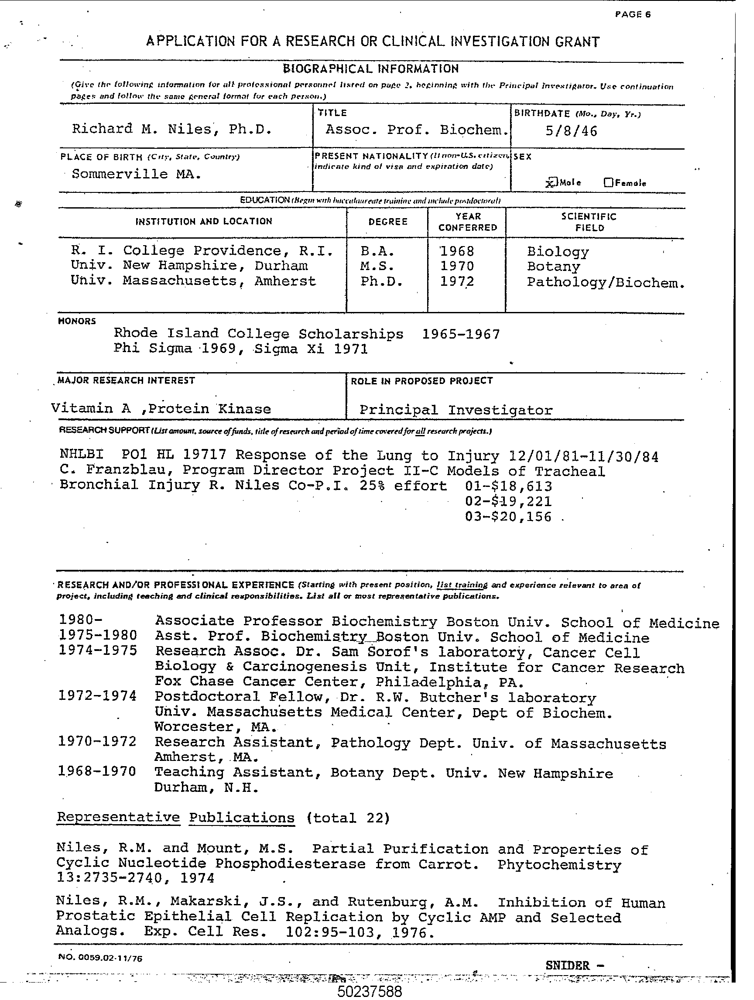 PAGE 6
APPLICATION FOR A RESEARCH OR CLINICAL INVESTIGATION GRANT
BIOGRAPHICAL INFORMATION
(Give the following information for all professional personnel listed on page 2, beginning with the Principal Investigator. Use continuation
pages and follow the same general format for each person.)
Richard M. Niles, Ph.D.
TITLE
Assoc. Prof. Biochem.
BIRTHDATE (Mo., Day, Yr.)
5/8/46
PLACE OF BIRTH (City, State, Country)
Sommerville MA.
PRESENT NATIONALITY (If non-U.S. citizen,
indicate kind of visa and expiration date)
SEX
x Male Female
EDUCATION (Begin with baccalaureate training and include postdoctoral)
INSTITUTION AND LOCATION DEGREE YEAR CONFERRED SCIENTIFIC FIELD
R. I. College Providence, R.I. B.A. 1968 Biology
Univ. New Hampshire, Durham M.S. 1970 Botany
Univ. Massachusetts, Amherst Ph.D. 1972 Pathology/Biochem.
HONORS
Rhode Island College Scholarships 1965-1967
Phi Sigma 1969, Sigma Xi 1971
MAJOR RESEARCH INTEREST
Vitamin A ,Protein Kinase
ROLE IN PROPOSED PROJECT
Principal Investigator
RESEARCH SUPPORT (List amount, source of funds, title of research and period of time covered for all research projects.)
NHLBI PO1 HL 19717 Response of the Lung to Injury 12/01/81-11/30/84
C. Franzblau, Program Director Project II-C Models of Tracheal
Bronchial Injury R. Niles Co-P.I. 25% effort 01-$18,613
02-$19,221
03-$20,156
RESEARCH AND/OR PROFESSIONAL EXPERIENCE (Starting with present position, list training and experience relevant to area of
project, including teaching and clinical responsibilities. List all or most representative publications.
1980- Associate Professor Biochemistry Boston Univ. School of Medicine
1975-1980 Asst. Prof. Biochemistry Boston Univ. School of Medicine
1974-1975 Research Assoc. Dr. Sam Sorof's laboratory, Cancer Cell
Biology & Carcinogenesis Unit, Institute for Cancer Research
Fox Chase Cancer Center, Philadelphia, PA.
1972-1974 Postdoctoral Fellow, Dr. R.W. Butcher's laboratory
Univ. Massachusetts Medical Center, Dept of Biochem.
Worcester, MA.
1970-1972 Research Assistant, Pathology Dept. Univ. of Massachusetts
Amherst, MA.
1968-1970 Teaching Assistant, Botany Dept. Univ. New Hampshire
Durham, N.H.
Representative Publications (total 22)
Niles, R.M. and Mount, M.S. Partial Purification and Properties of
Cyclic Nucleotide Phosphodiesterase from Carrot. Phytochemistry
13:2735-2740, 1974
Niles, R.M., Makarski, J.S., and Rutenburg, A.M. Inhibition of Human
Prostatic Epithelial Cell Replication by Cyclic AMP and Selected
Analogs. Exp. Cell Res. 102:95-103, 1976.
NO. 0059.02-11/76
SNIDER -
50237588